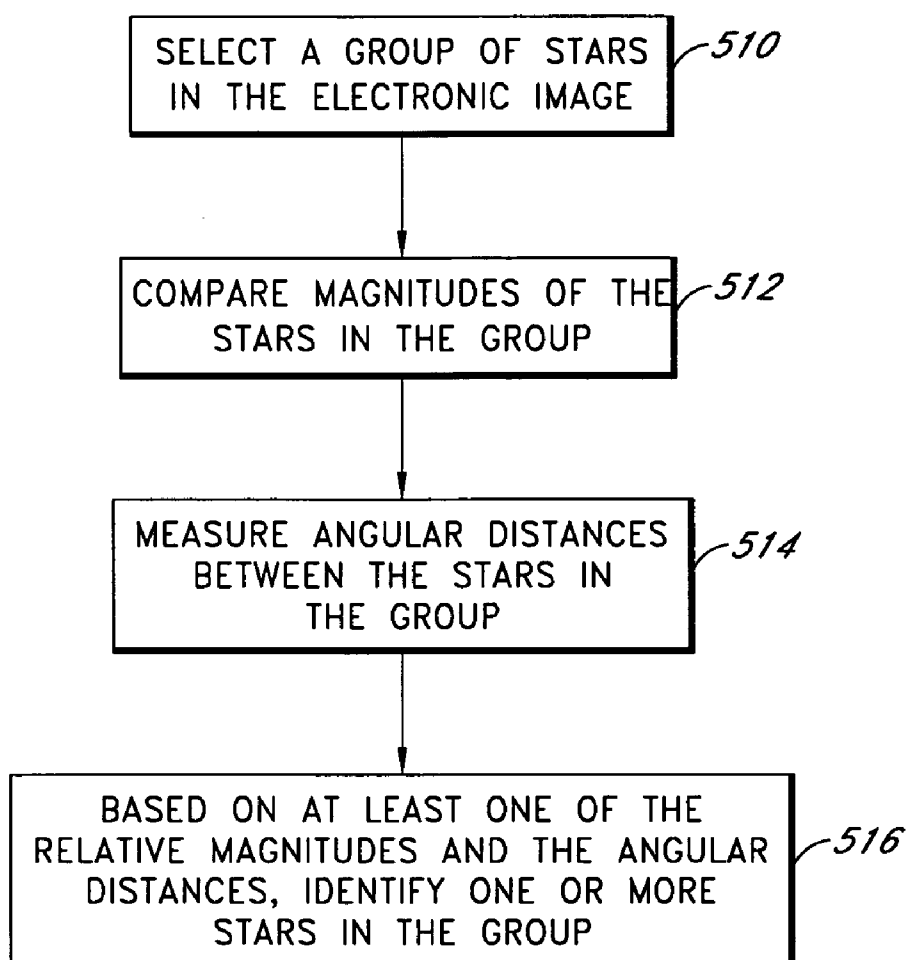 SELECT A GROUP OF STARS
IN THE ELECTRONIC IMAGE
510
COMPARE MAGNITUDES OF THE
STARS IN THE GROUP
512
MEASURE ANGULAR DISTANCES
BETWEEN THE STARS IN
THE GROUP
514
BASED ON AT LEAST ONE OF THE
RELATIVE MAGNITUDES AND THE ANGULAR
DISTANCES, IDENTIFY ONE OR MORE
STARS IN THE GROUP
516